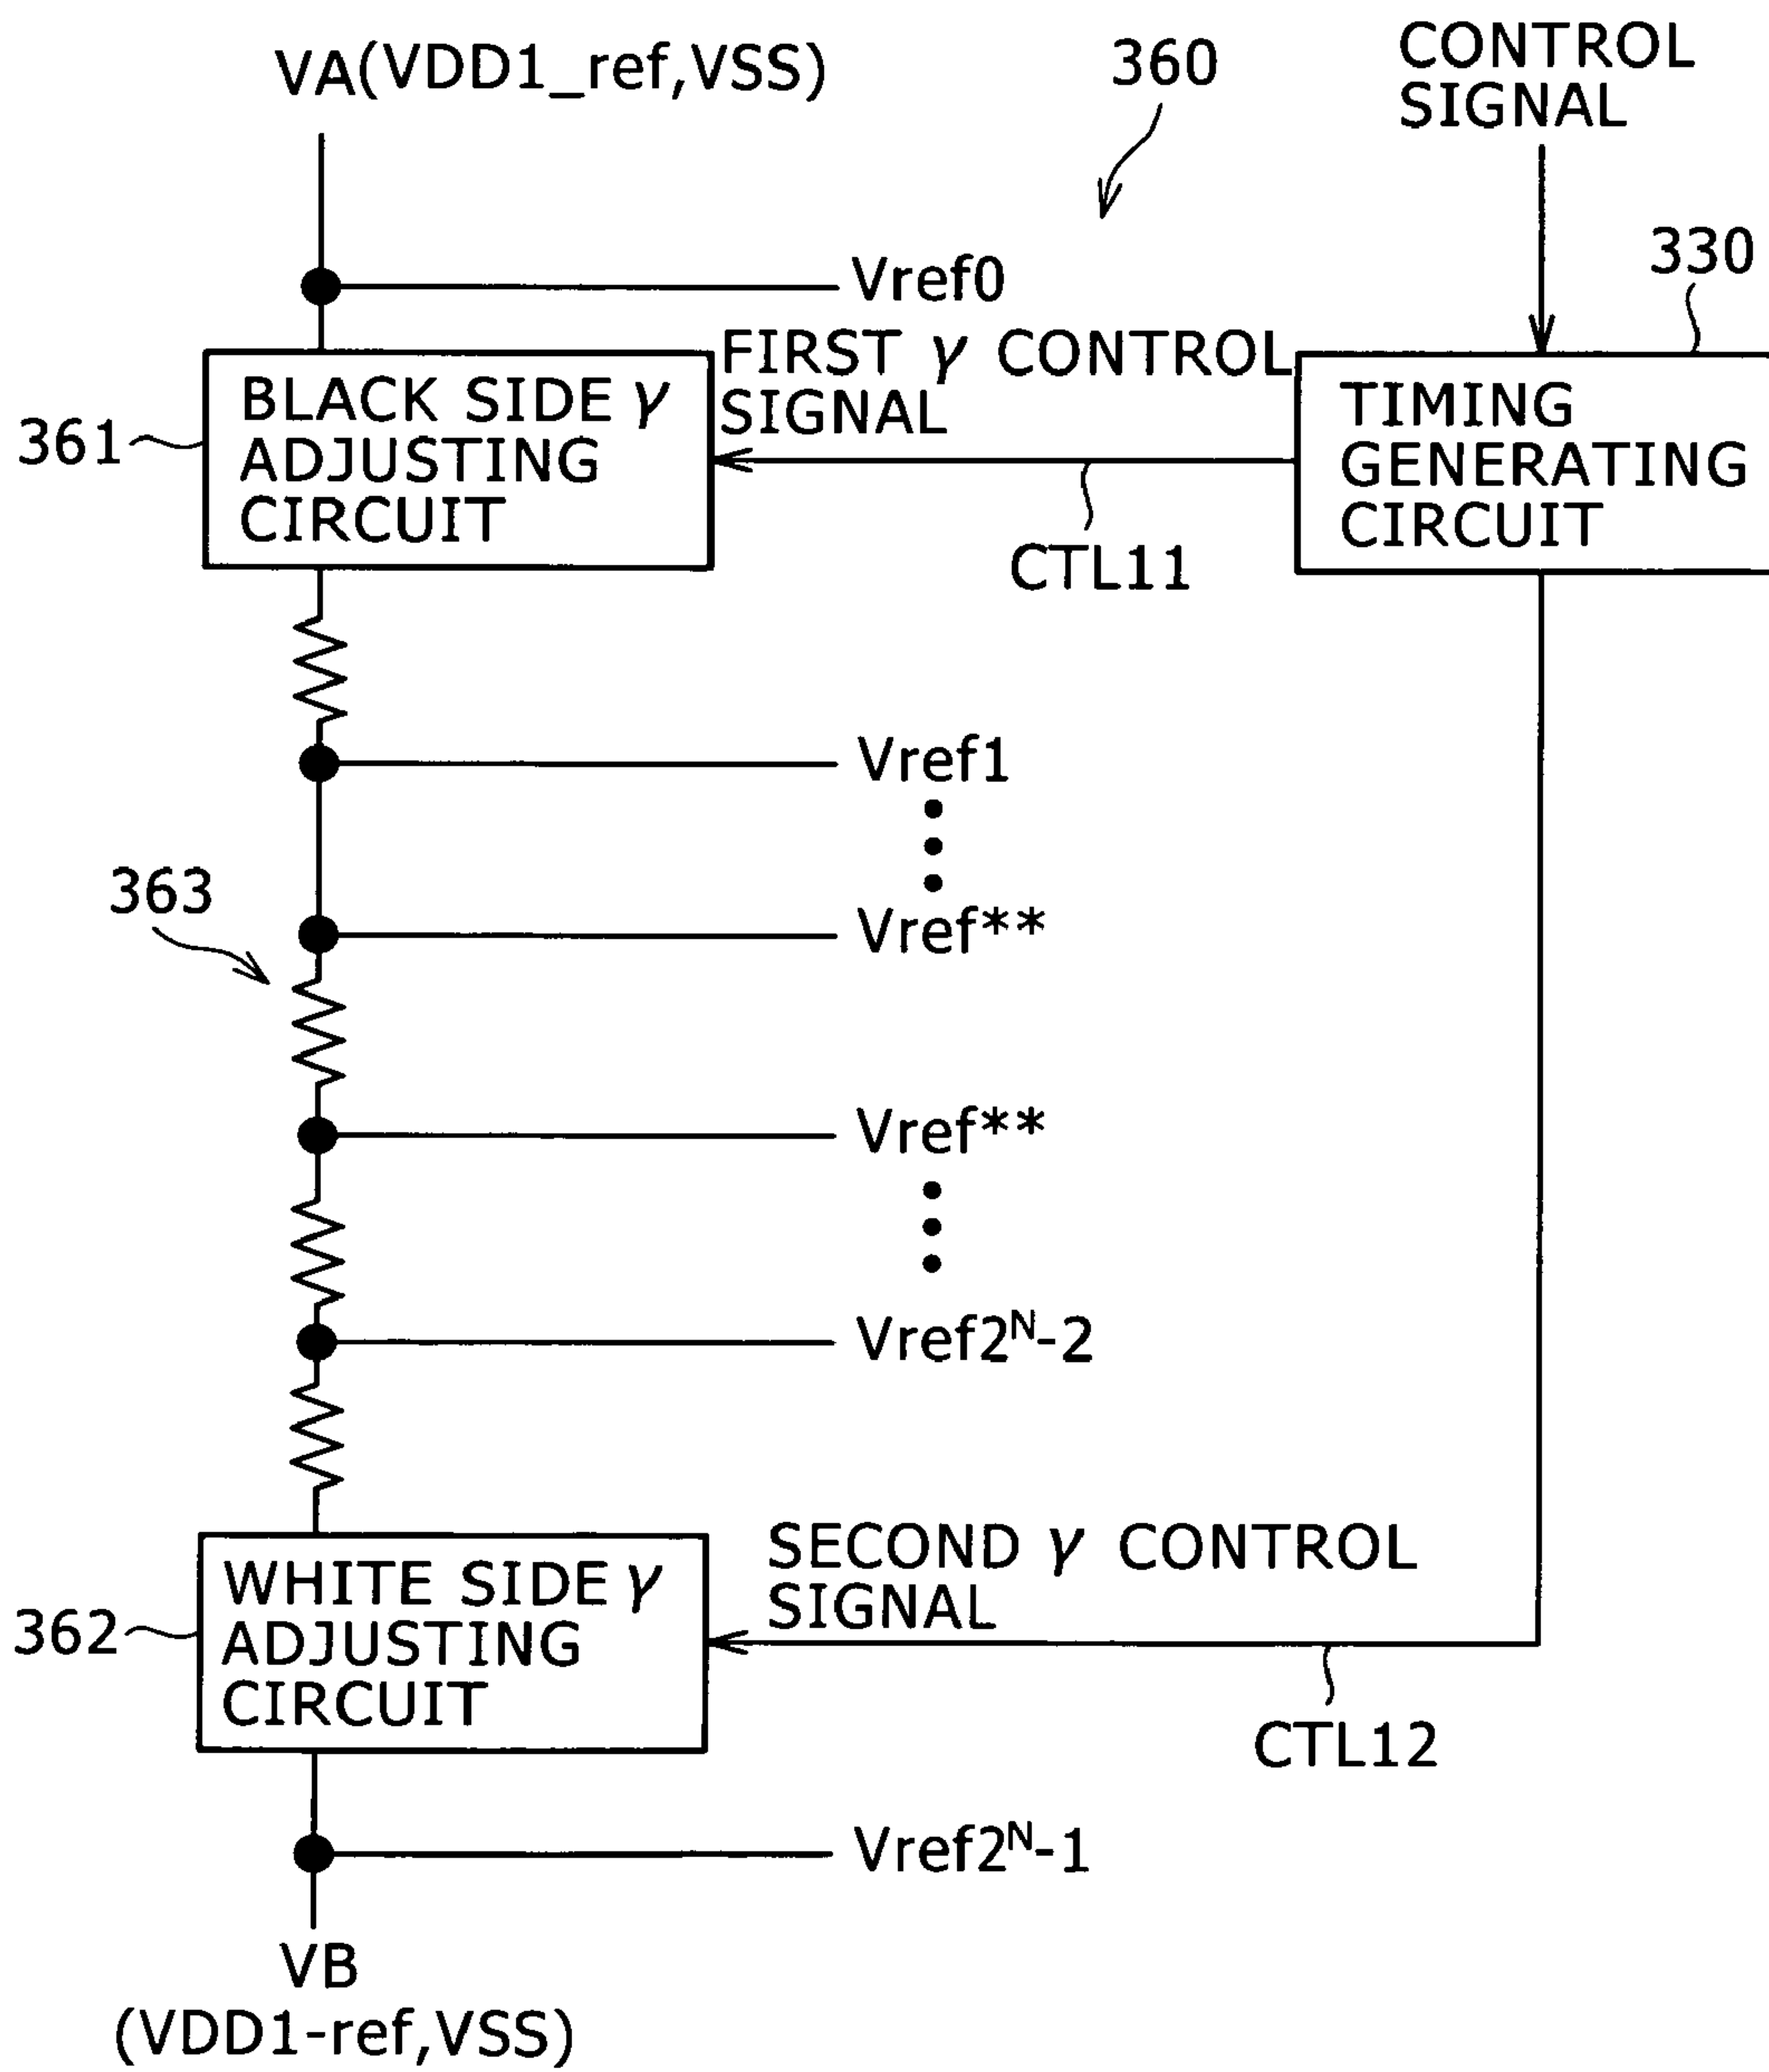 VA(VDD1_ref,VSS)
360
CONTROL
SIGNAL
330
Vref0
FIRST γ CONTROL
SIGNAL
BLACK SIDE γ
ADJUSTING
CIRCUIT
361
TIMING
GENERATING
CIRCUIT
CTL11
Vref1
363
Vref**
Vref**
Vref2ᴺ-2
SECOND γ CONTROL
SIGNAL
WHITE SIDE γ
ADJUSTING
CIRCUIT
362
CTL12
Vref2ᴺ-1
VB
(VDD1-ref,VSS)